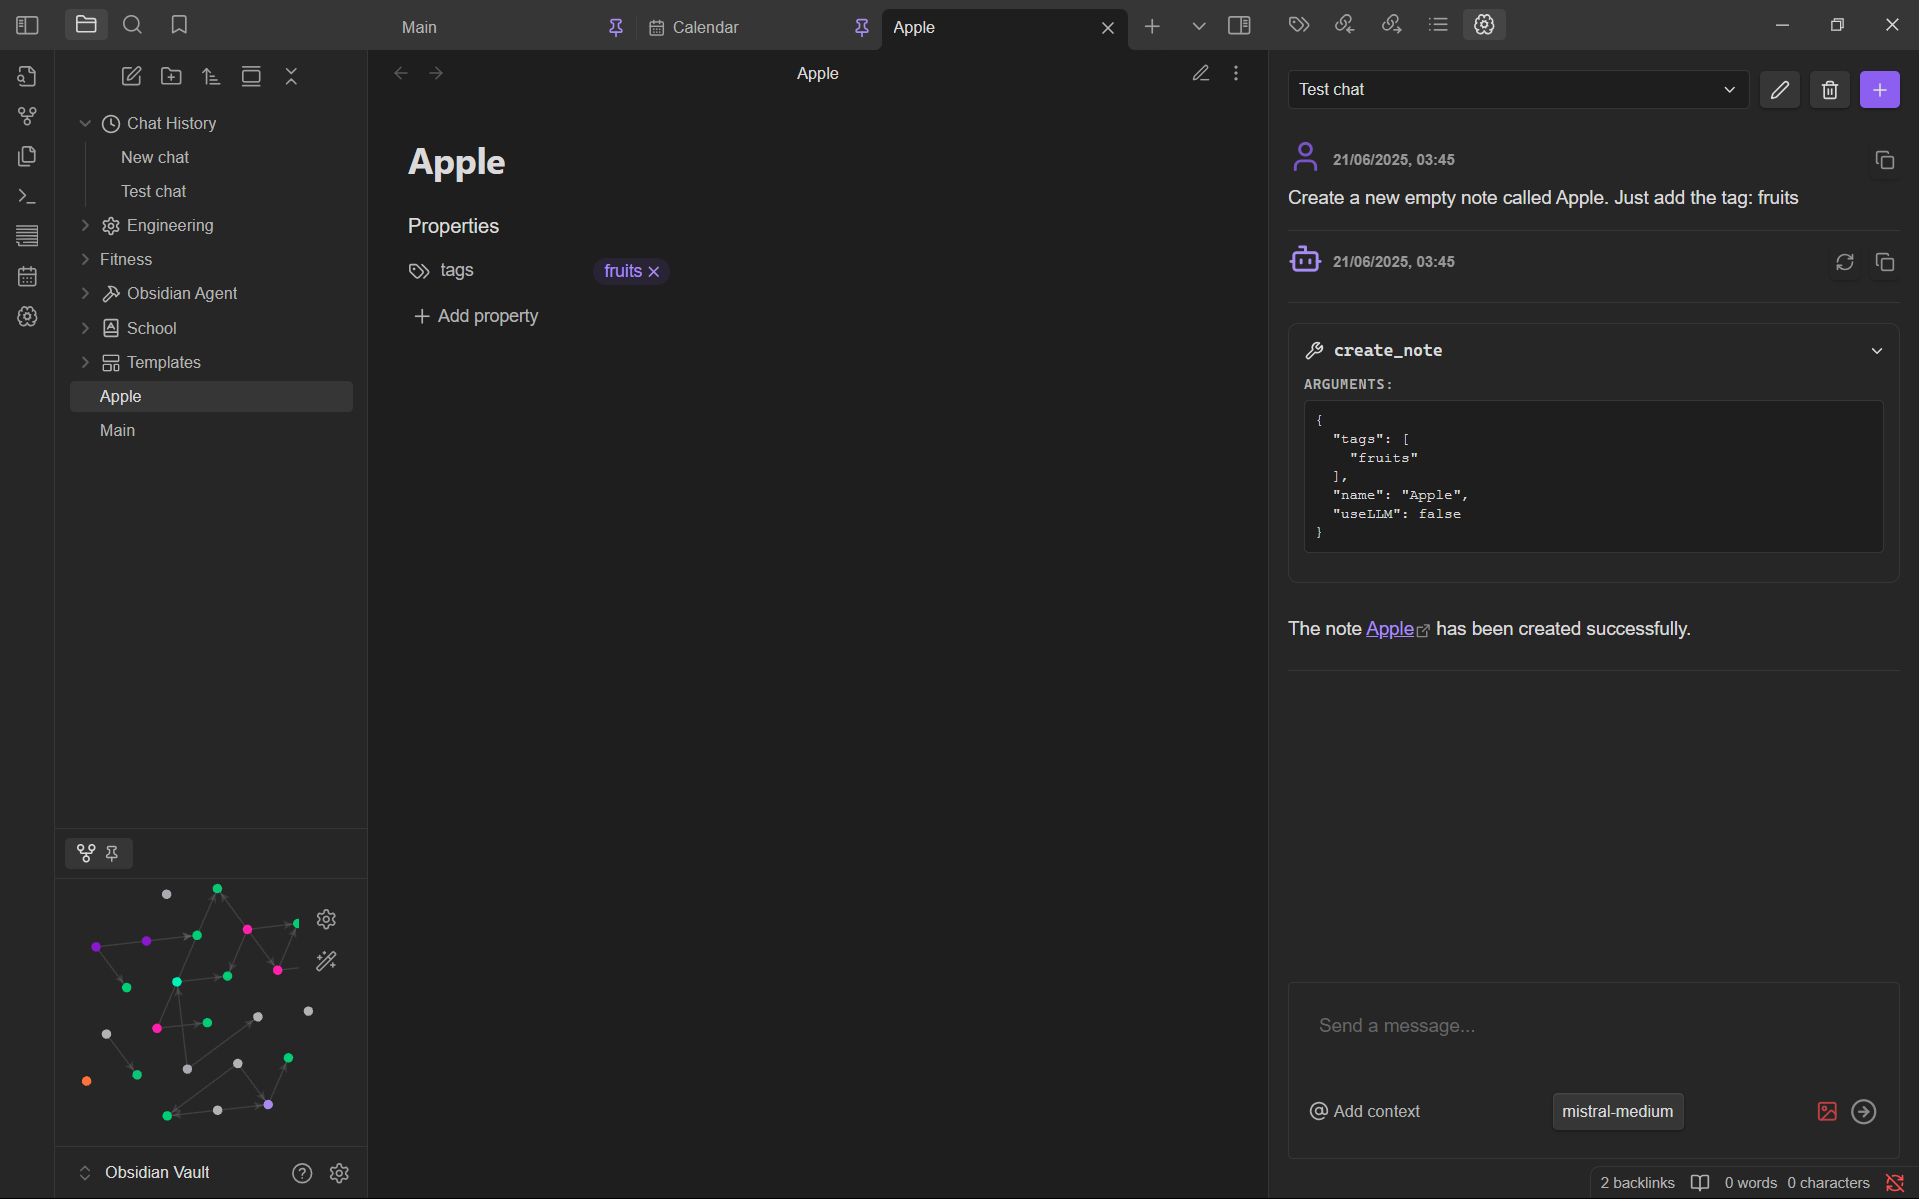 Main
Calendar
Apple
Chat History
New chat
Test chat
Engineering
Fitness
Obsidian Agent
School
Templates
Apple
Main
Obsidian Vault
Apple
Apple
Properties
tags
fruits
Add property
Test chat
21/06/2025, 03:45
Create a new empty note called Apple. Just add the tag: fruits
21/06/2025, 03:45
create_note
ARGUMENTS:
{
"tags": [
"fruits"
],
"name": "Apple",
"useLLM": false
}
The note Apple has been created successfully.
Send a message...
@ Add context
mistral-medium
2 backlinks 0 words 0 characters